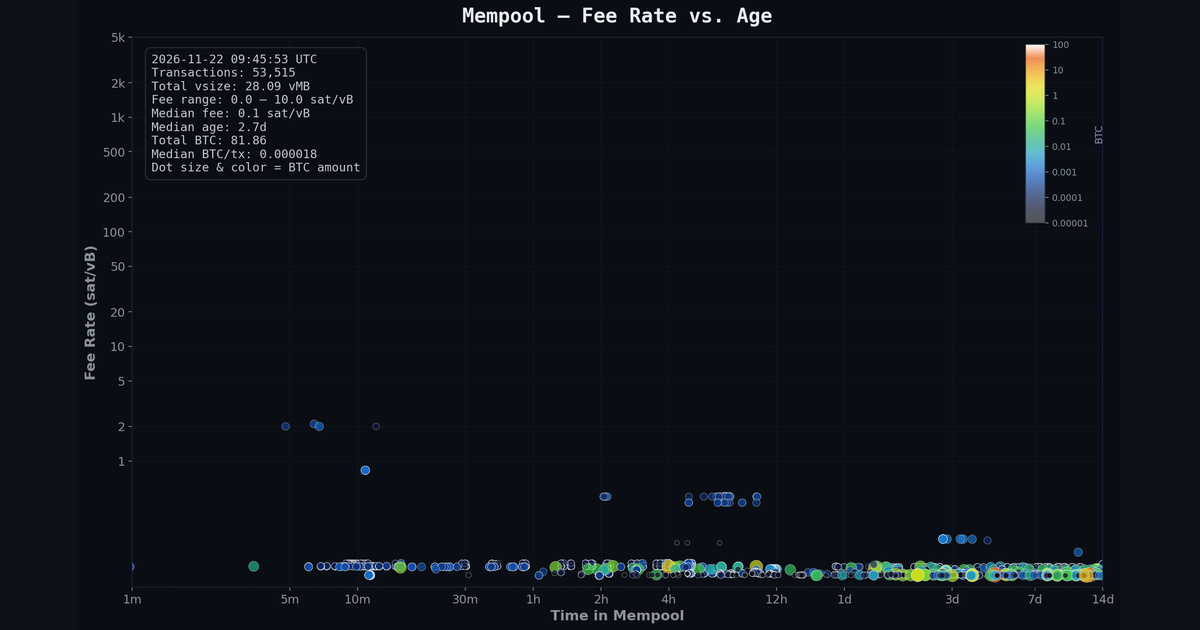 Mempool — Fee Rate vs. Age
5k
2k
1k
500
200
100
50
20
10
5
2
1
Fee Rate (sat/vB)
2026-11-22 09:45:53 UTC
Transactions: 53,515
Total vsize: 28.09 vMB
Fee range: 0.0 — 10.0 sat/vB
Median fee: 0.1 sat/vB
Median age: 2.7d
Total BTC: 81.86
Median BTC/tx: 0.000018
Dot size & color = BTC amount
100
10
1
0.1
0.01
0.001
0.0001
0.00001
BTC
1m 5m 10m 30m 1h 2h 4h 12h 1d 3d 7d 14d
Time in Mempool